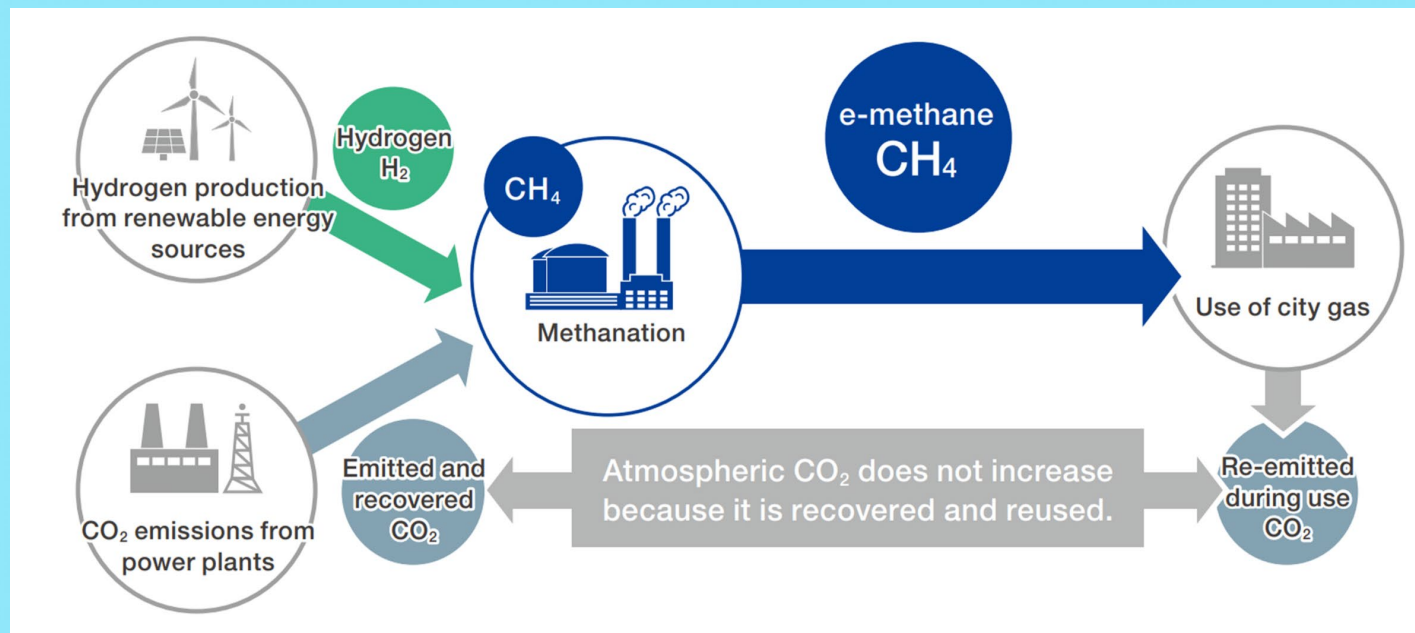 Hydrogen production
from renewable energy
sources
Hydrogen
H₂
CH₄
Methanation
e-methane
CH₄
Use of city gas
CO₂ emissions from
power plants
Emitted and
recovered
CO₂
Atmospheric CO₂ does not increase
because it is recovered and reused.
Re-emitted
during use
CO₂